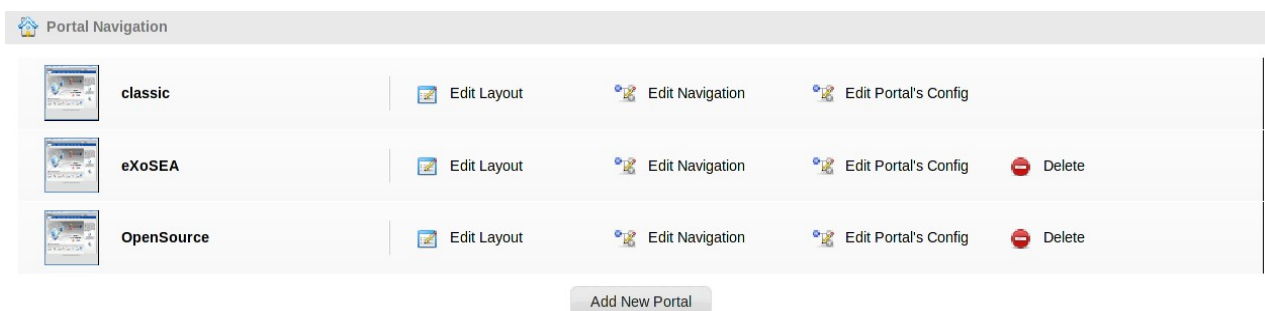 Portal Navigation
classic Edit Layout Edit Navigation Edit Portal's Config
eXoSEA Edit Layout Edit Navigation Edit Portal's Config Delete
OpenSource Edit Layout Edit Navigation Edit Portal's Config Delete
Add New Portal